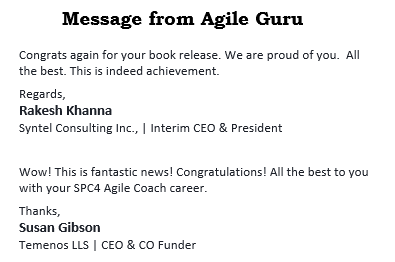 Message from Agile Guru
Congrats again for your book release. We are proud of you.  All
the best. This is indeed achievement.
Regards,
Rakesh Khanna
Syntel Consulting Inc., | Interim CEO & President
Wow! This is fantastic news! Congratulations! All the best to you
with your SPC4 Agile Coach career.
Thanks,
Susan Gibson
Temenos LLS | CEO & CO Funder